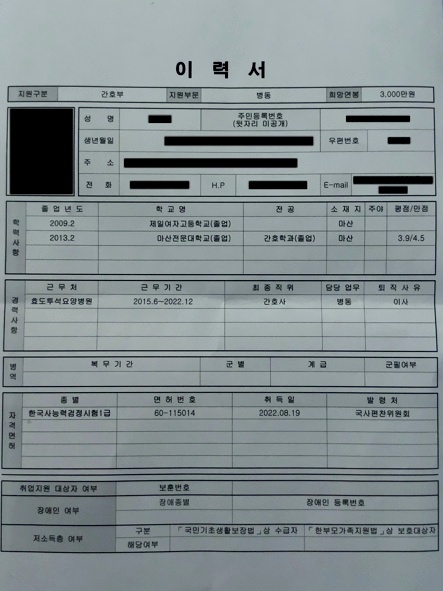 이 력 서
지원구분 간호부 지원부문 병동 희망연봉 3,000만원
성 명 주민등록번호
(뒷자리 미공개)
생년월일 우편번호
주 소
전 화 H.P E-mail
학력사항
졸 업 년 도 학 교 명 전 공 소 재 지 주야 평점/만점
2009.2 제일여자고등학교(졸업) 마산
2013.2 마산전문대학교(졸업) 간호학과(졸업) 마산 3.9/4.5
경력사항
근 무 처 근 무 기 간 최 종 직 위 담당 업무 퇴 직 사 유
효도투석요양병원 2015.6~2022.12 간호사 병동 이사
병역
복 무 기 간 군 별 계 급 군필여부
자격면허
종 별 면 허 번 호 취 득 일 발 령 처
한국사능력검정시험1급 60-115014 2022.08.19 국사편찬위원회
취업지원 대상자 여부 보훈번호
장애인 여부 장애종별 장애인 등록번호
저소득층 여부 구분 「국민기초생활보장법」상 수급자 「한부모가족지원법」상 보호대상자
해당여부